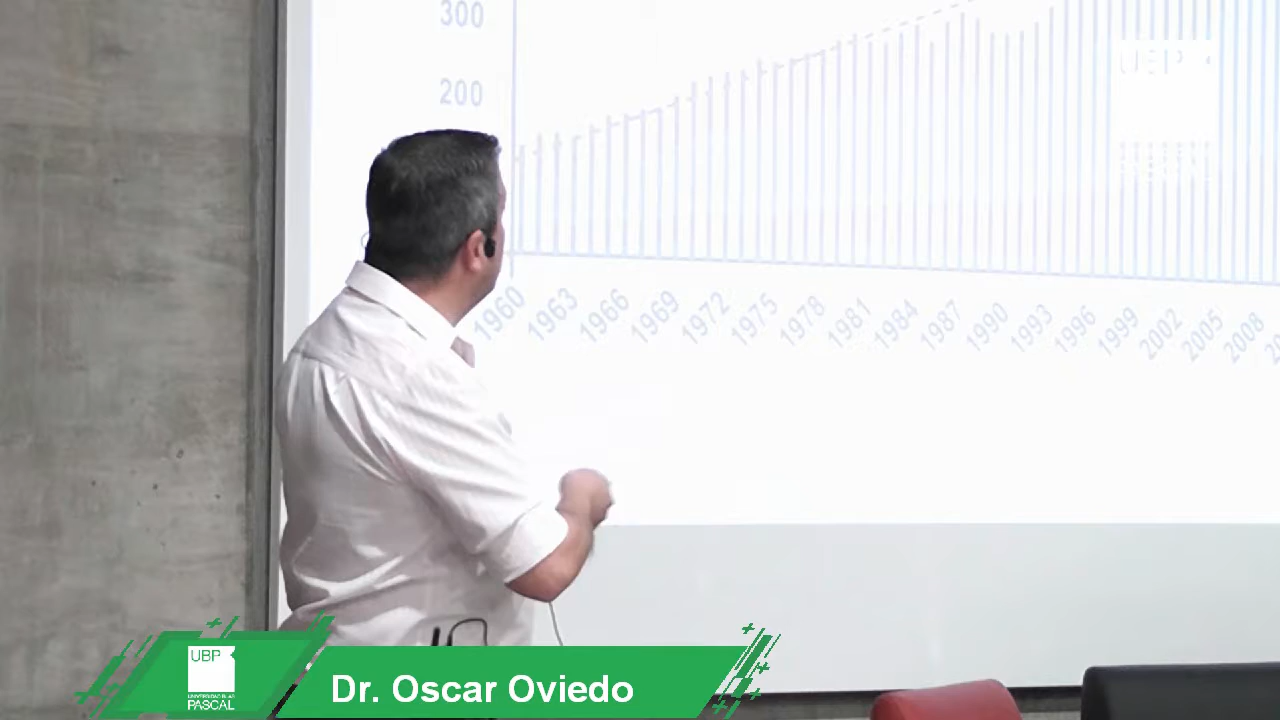 300
200
UBP
1960 1963 1966 1969 1972 1975 1978 1981 1984 1987 1990 1993 1996 1999 2002 2005 2008
UBP
UNIVERSIDAD BLAS
PASCAL
Dr. Oscar Oviedo